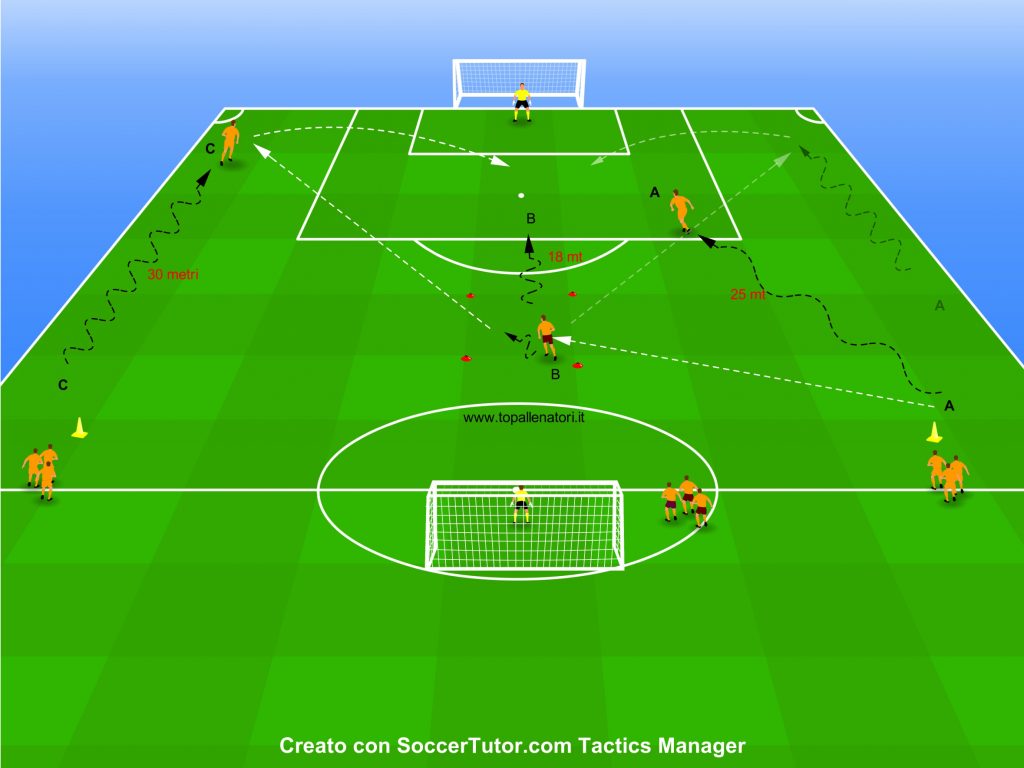 C
A
B
18 mt
30 metri
25 mt
A
B
C
A
www.topallenatori.it
Creato con SoccerTutor.com Tactics Manager